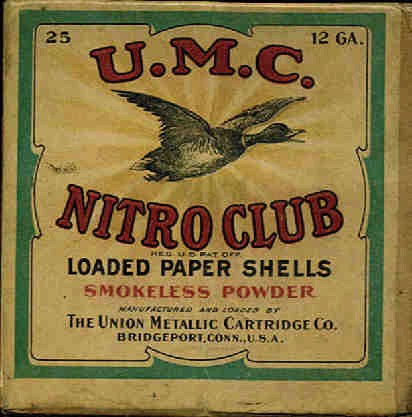 25
12 GA.
U.M.C.
NITRO CLUB
REG. U.S. PAT. OFF.
LOADED PAPER SHELLS
SMOKELESS POWDER
MANUFACTURED AND LOADED BY
THE UNION METALLIC CARTRIDGE CO.
BRIDGEPORT, CONN., U.S.A.